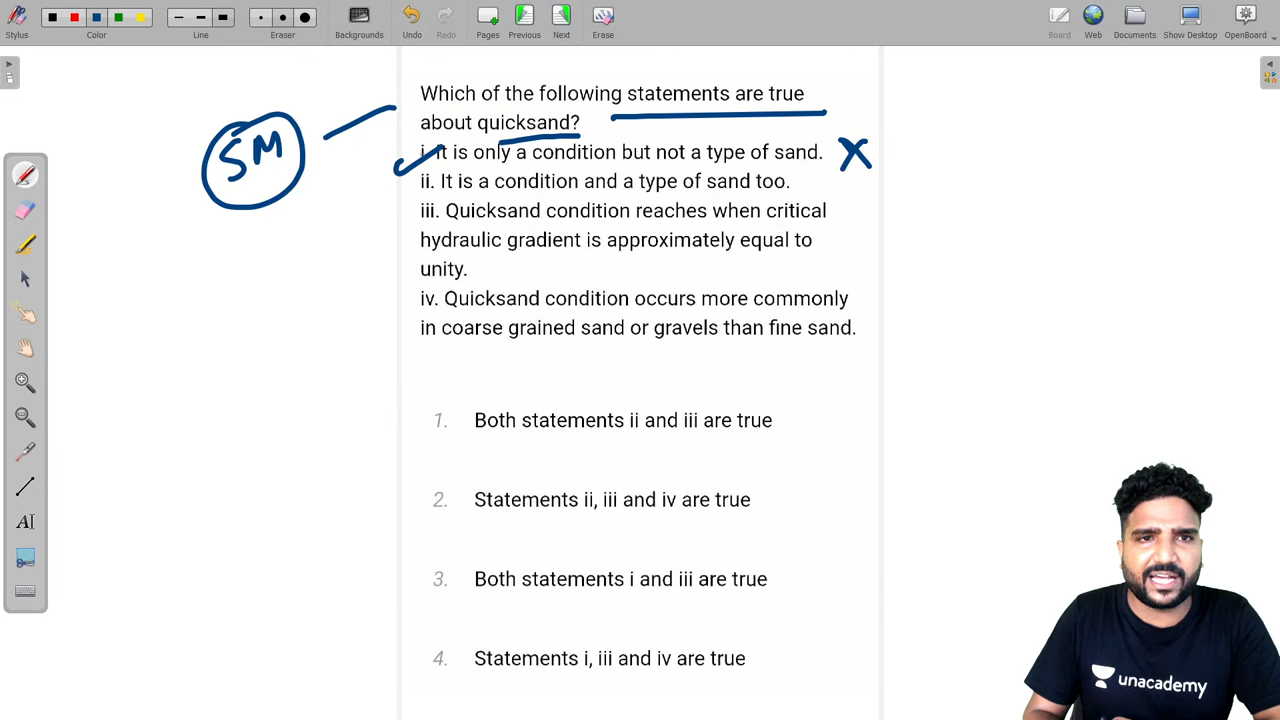 Stylus
Color
Line
Eraser
Backgrounds
Undo
Redo
Pages
Previous
Next
Erase
Board
Web
Documents
Show Desktop
OpenBoard
Which of the following statements are true
about quicksand?
SM
i. It is only a condition but not a type of sand.
ii. It is a condition and a type of sand too.
iii. Quicksand condition reaches when critical
hydraulic gradient is approximately equal to
unity.
iv. Quicksand condition occurs more commonly
in coarse grained sand or gravels than fine sand.
1. Both statements ii and iii are true
2. Statements ii, iii and iv are true
3. Both statements i and iii are true
4. Statements i, iii and iv are true
unacademy